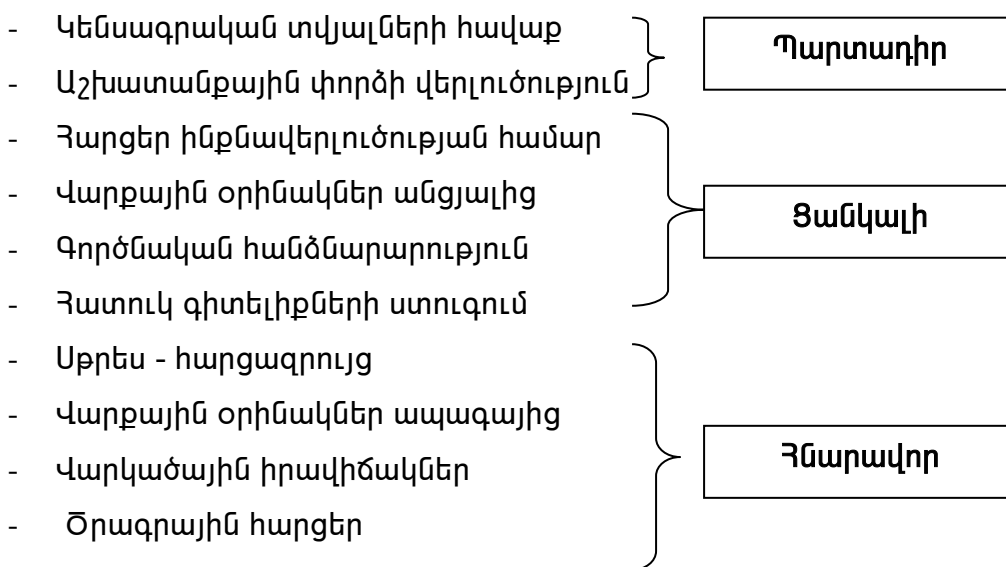 - Կենսագրական տվյալների հավաք
- Աշխատանքային փորձի վերլուծություն
Պարտադիր
- Հարցեր ինքնավերլուծության համար
- Վարքային օրինակներ անցյալից
- Գործնական հանձնարարություն
- Հատուկ գիտելիքների ստուգում
Ցանկալի
- Սթրես - հարցազրույց
- Վարքային օրինակներ ապագայից
- Վարկածային իրավիճակներ
- Ծրագրային հարցեր
Հնարավոր